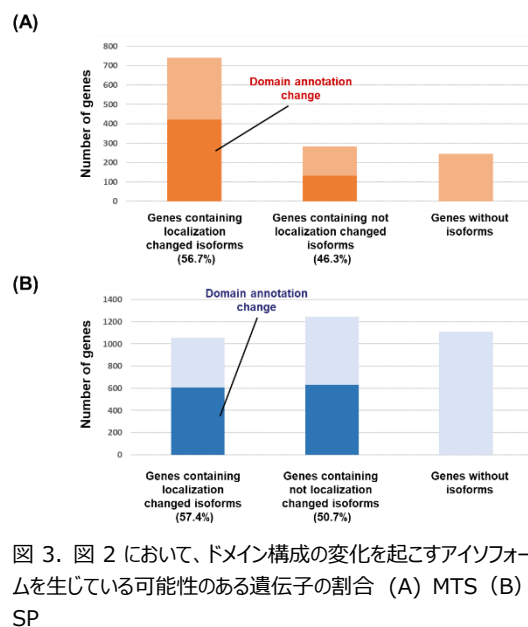 (A)
800
700
600
500
400
300
200
100
0
Number of genes
Domain annotation
change
Genes containing
localization
changed isoforms
(56.7%)
Genes containing not
localization changed
isoforms
(46.3%)
Genes without
isoforms
(B)
1400
1200
1000
800
600
400
200
0
Number of genes
Domain annotation
change
Genes containing
localization
changed isoforms
(57.4%)
Genes containing
not localization
changed isoforms
(50.7%)
Genes without
isoforms
図 3. 図 2 において、ドメイン構成の変化を起こすアイソフォー
ムを生じている可能性のある遺伝子の割合 (A) MTS（B）
SP